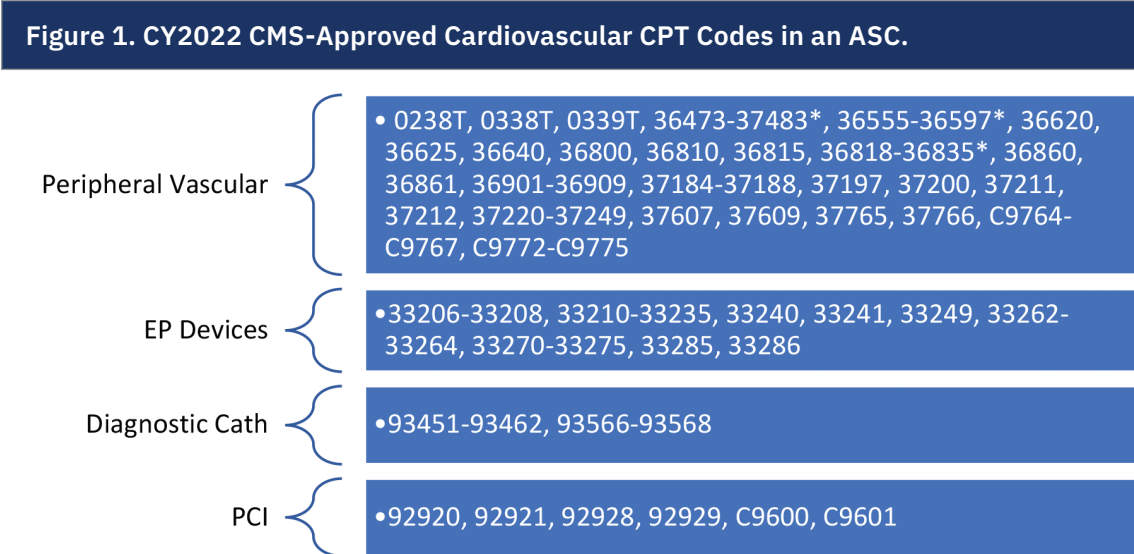 Figure 1. CY2022 CMS-Approved Cardiovascular CPT Codes in an ASC.
Peripheral Vascular
• 0238T, 0338T, 0339T, 36473-37483*, 36555-36597*, 36620,
36625, 36640, 36800, 36810, 36815, 36818-36835*, 36860,
36861, 36901-36909, 37184-37188, 37197, 37200, 37211,
37212, 37220-37249, 37607, 37609, 37765, 37766, C9764-
C9767, C9772-C9775
EP Devices
•33206-33208, 33210-33235, 33240, 33241, 33249, 33262-
33264, 33270-33275, 33285, 33286
Diagnostic Cath
•93451-93462, 93566-93568
PCI
•92920, 92921, 92928, 92929, C9600, C9601